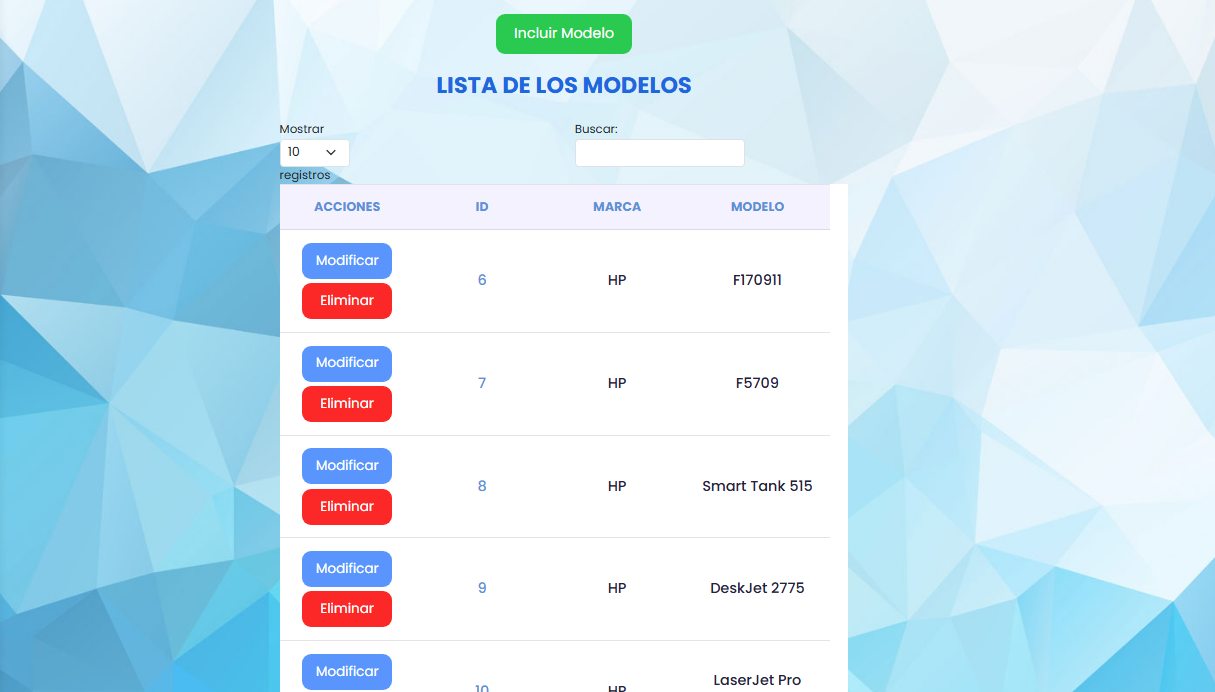 Incluir Modelo
LISTA DE LOS MODELOS
Mostrar
10
registros
Buscar:
ACCIONES ID MARCA MODELO
Modificar
Eliminar
6 HP F170911
Modificar
Eliminar
7 HP F5709
Modificar
Eliminar
8 HP Smart Tank 515
Modificar
Eliminar
9 HP DeskJet 2775
Modificar
10 HP LaserJet Pro